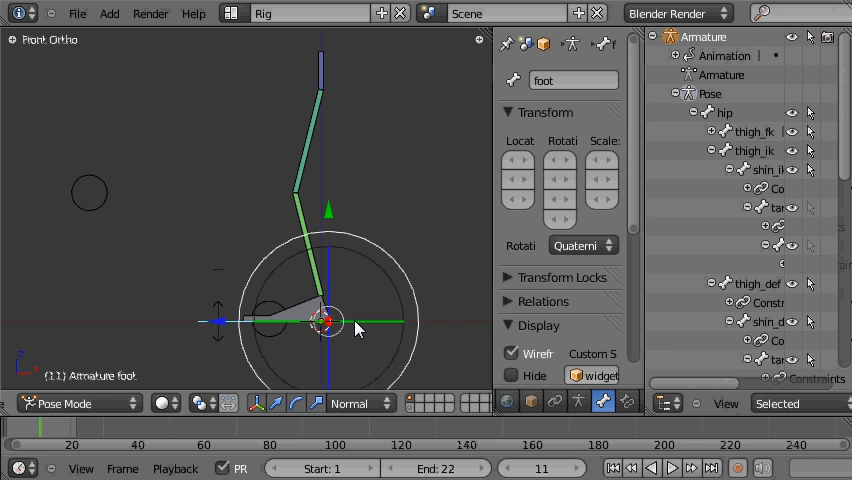 File Add Render Help Rig Scene Blender Render
Front Ortho
(11) Armature foot
Pose Mode Normal
foot
Transform
Locat Rotati Scale:
Rotati Quaterni
Transform Locks
Relations
Display
Wirefr Custom S
Hide widget
Armature
Animation
Armature
Pose
hip
thigh_fk
thigh_ik
shin_ik
Co
tar
thigh_def
Constr
shin_d
Co
tar
Constraints
View Selected
20 40 60 80 100 120 140 160 180 200 220 240
View Frame Playback PR Start: 1 End: 22 11